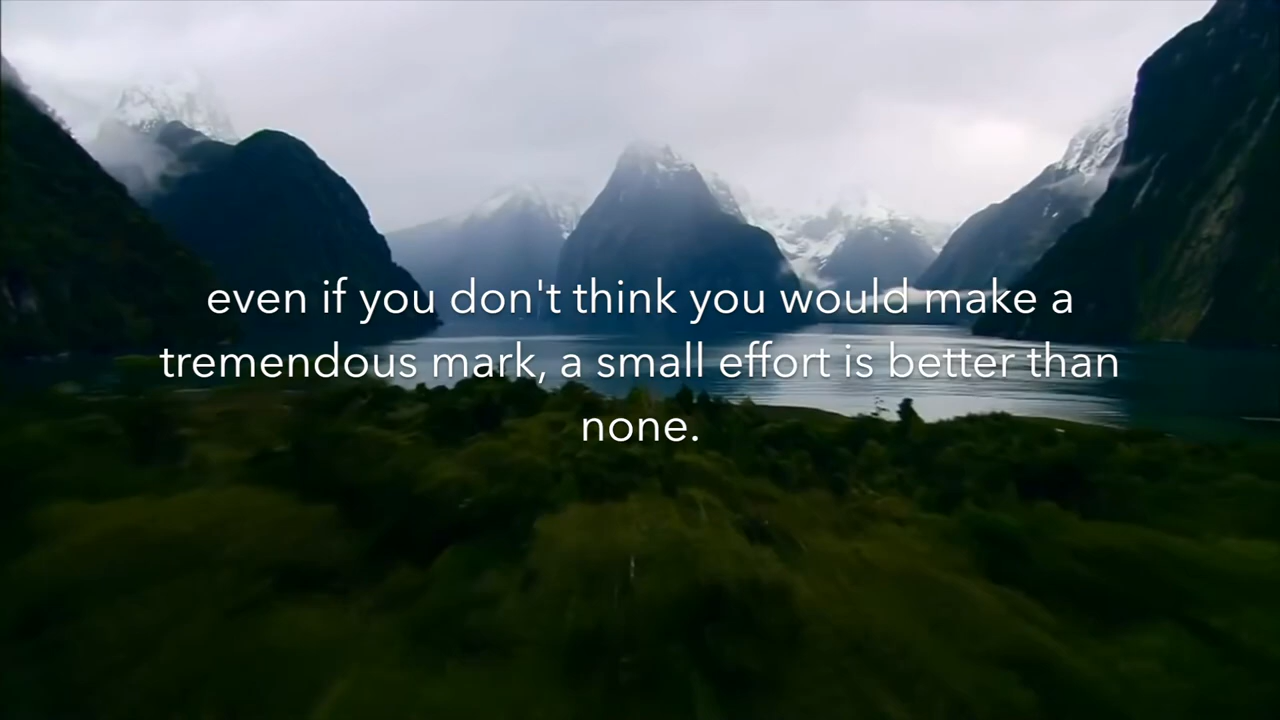 even if you don't think you would make a
tremendous mark, a small effort is better than
none.